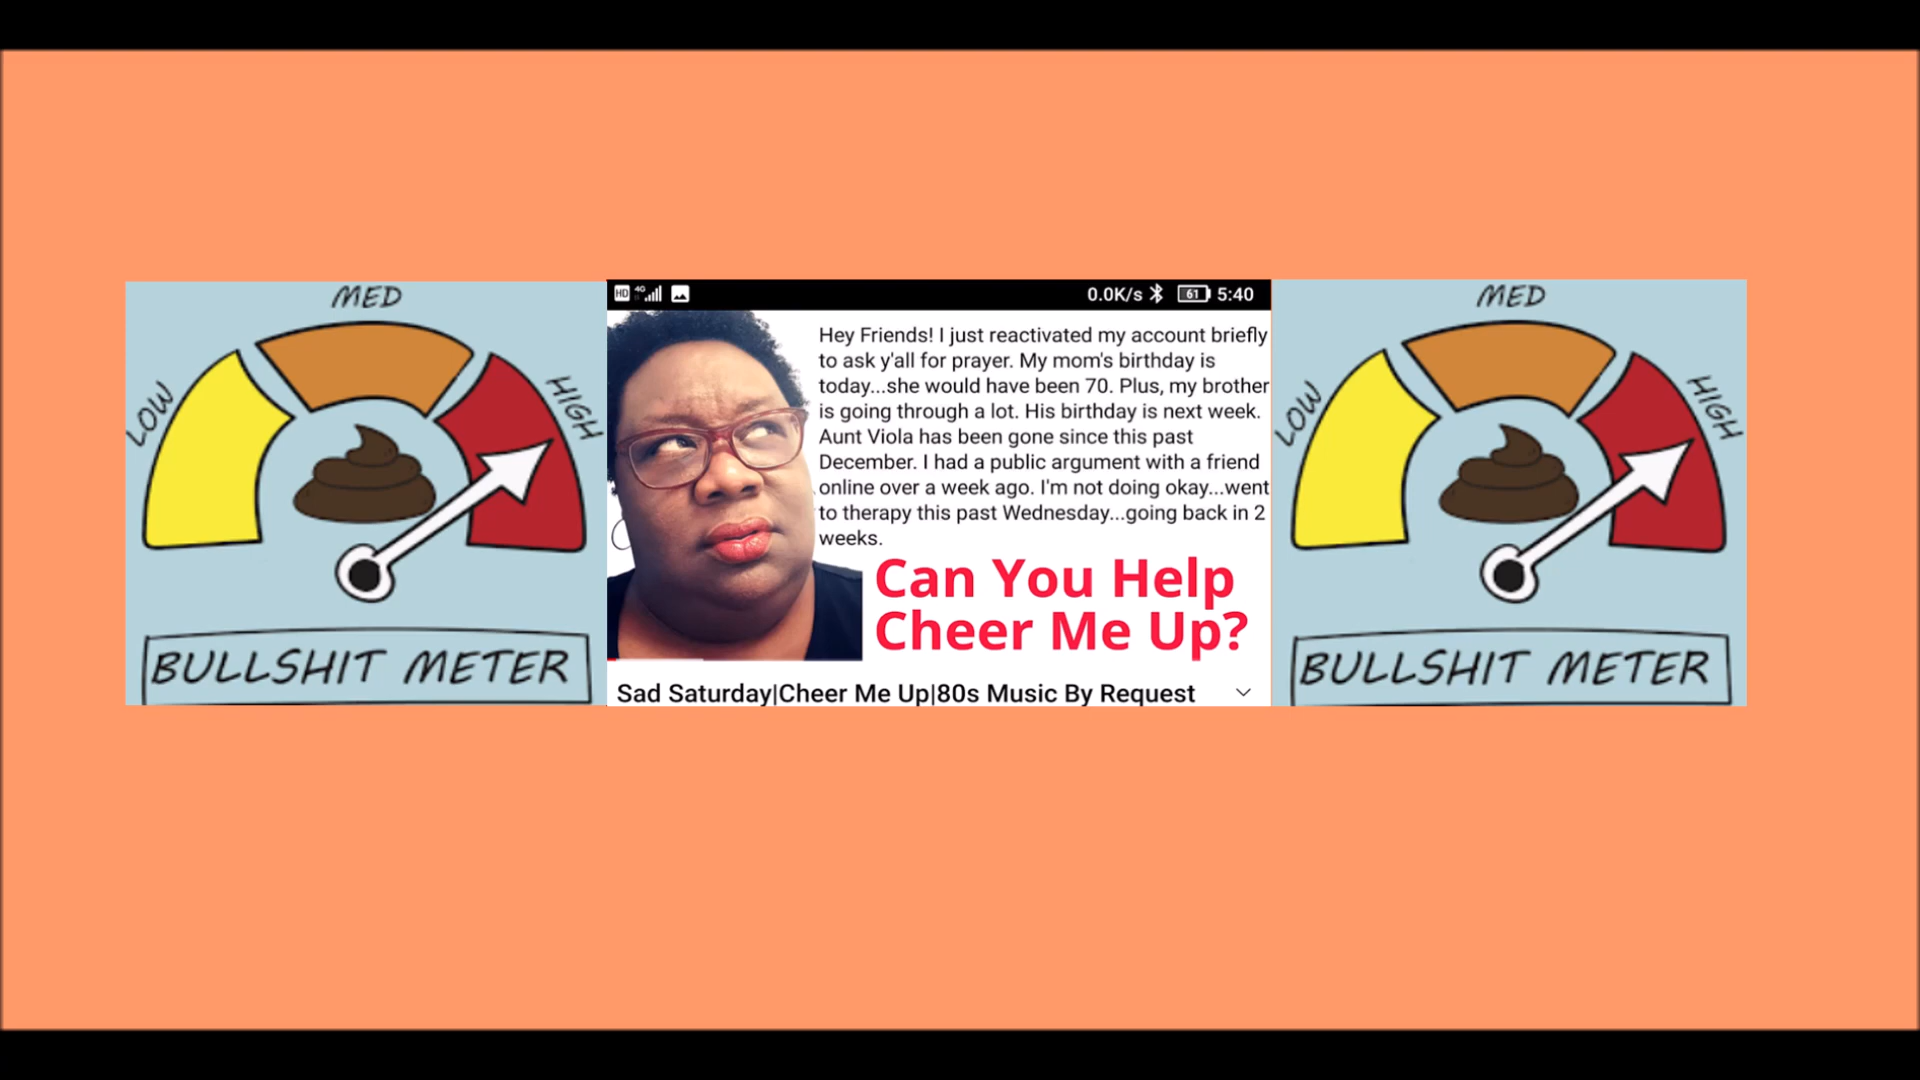 MED
LOW
HIGH
BULLSHIT METER
HD 4G 0.0K/s 61 5:40
Hey Friends! I just reactivated my account briefly
to ask y'all for prayer. My mom's birthday is
today...she would have been 70. Plus, my brother
is going through a lot. His birthday is next week.
Aunt Viola has been gone since this past
December. I had a public argument with a friend
online over a week ago. I'm not doing okay...went
to therapy this past Wednesday...going back in 2
weeks.
Can You Help
Cheer Me Up?
Sad Saturday|Cheer Me Up|80s Music By Request
MED
LOW
HIGH
BULLSHIT METER